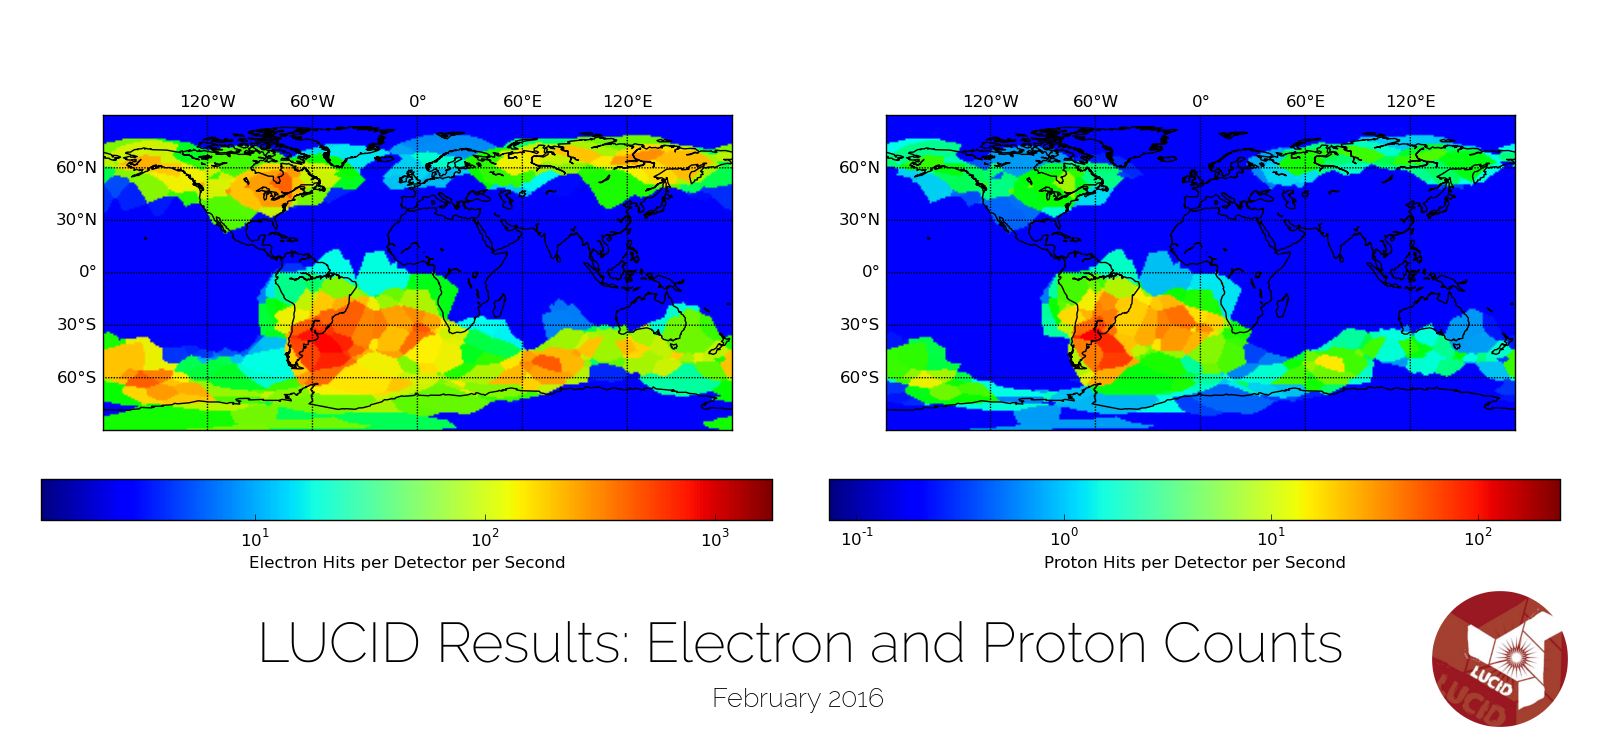 120°W 60°W 0° 60°E 120°E
60°N
30°N
0°
30°S
60°S
10¹ 10² 10³
Electron Hits per Detector per Second
120°W 60°W 0° 60°E 120°E
60°N
30°N
0°
30°S
60°S
10⁻¹ 10⁰ 10¹ 10²
Proton Hits per Detector per Second
LUCID Results: Electron and Proton Counts
February 2016
LUCID
LUCID